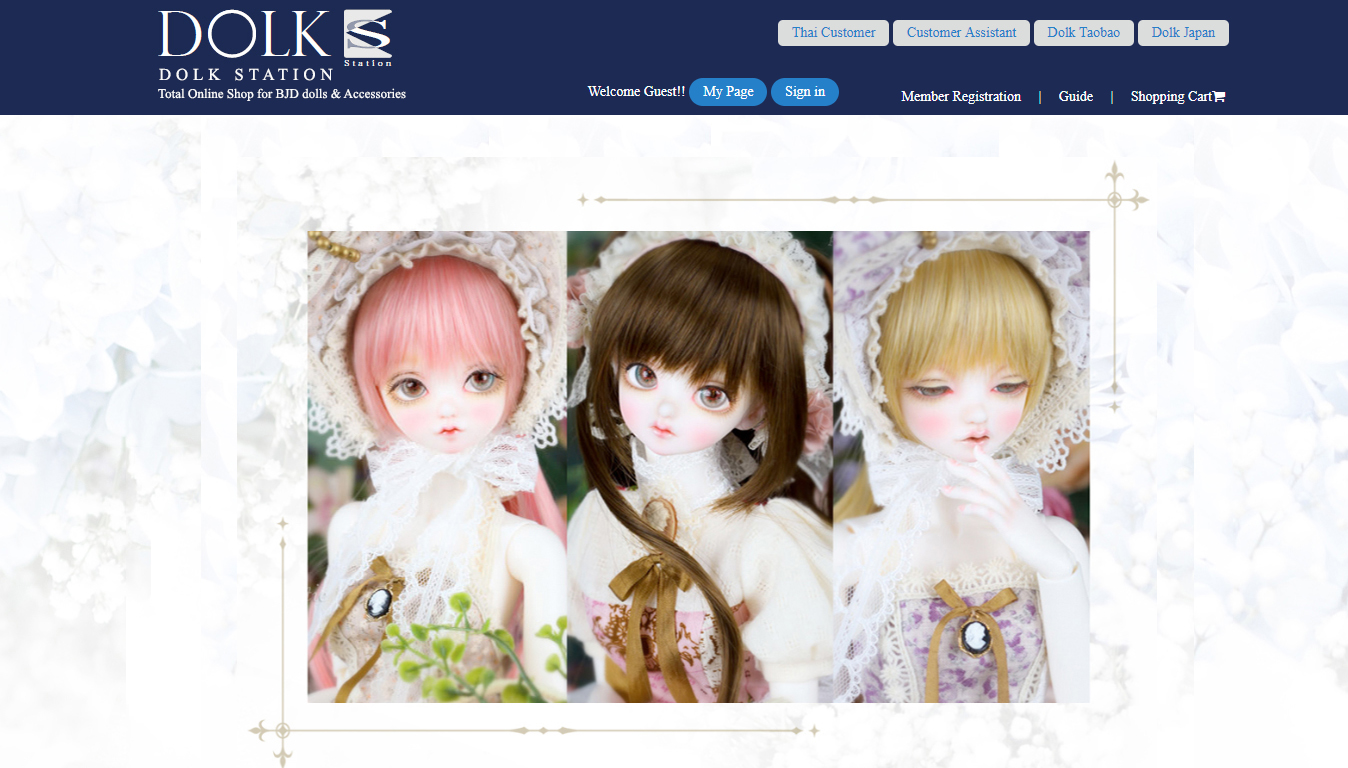 DOLK S
Station
DOLK STATION
Total Online Shop for BJD dolls & Accessories
Thai Customer Customer Assistant Dolk Taobao Dolk Japan
Welcome Guest!! My Page Sign in
Member Registration | Guide | Shopping Cart